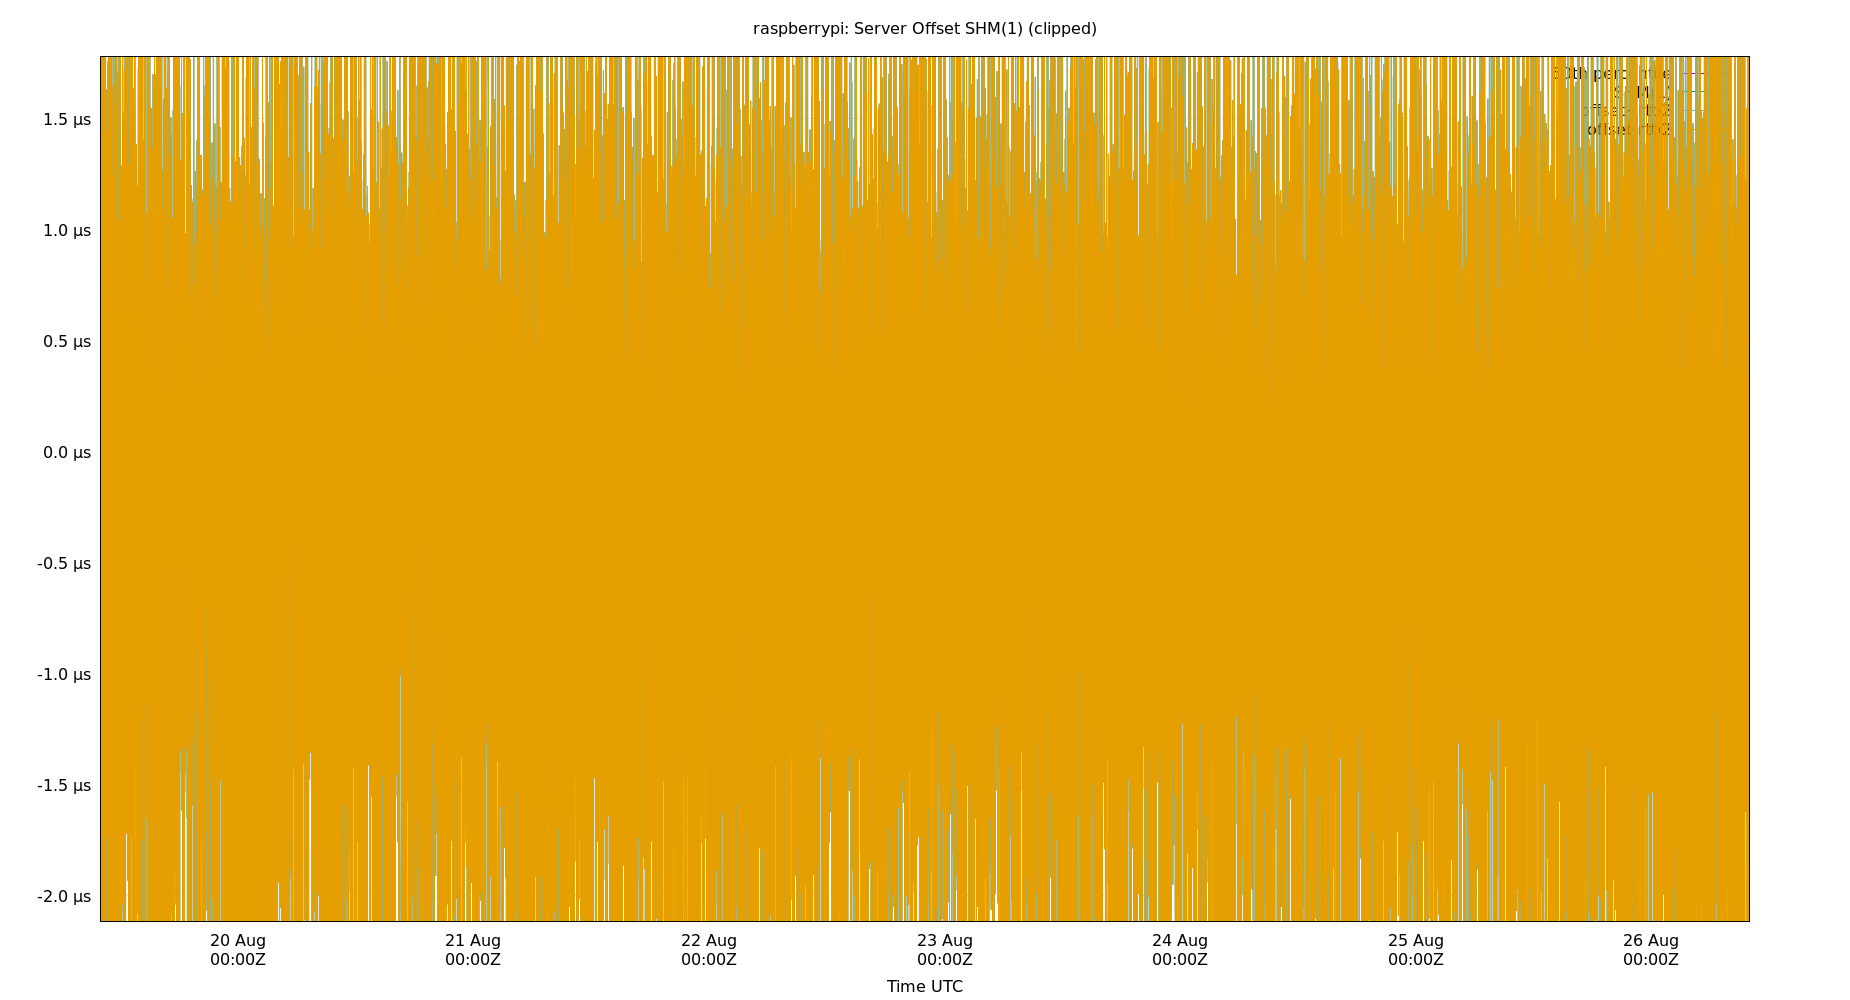 raspberrypi: Server Offset SHM(1) (clipped)
1.5 µs
1.0 µs
0.5 µs
0.0 µs
-0.5 µs
-1.0 µs
-1.5 µs
-2.0 µs
20 Aug 21 Aug 22 Aug 23 Aug 24 Aug 25 Aug 26 Aug
00:00Z 00:00Z 00:00Z 00:00Z 00:00Z 00:00Z 00:00Z
Time UTC